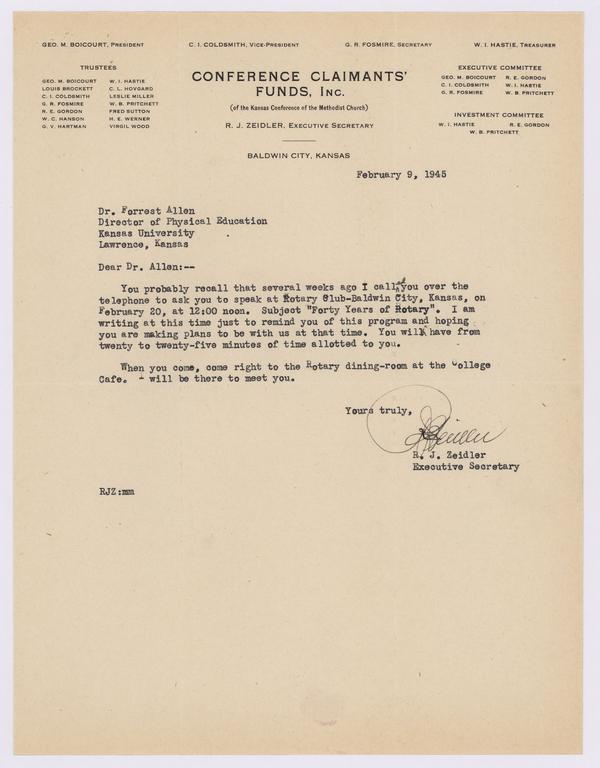 GEO. M. BOICOURT, PRESIDENT C. I. COLDSMITH, VICE-PRESIDENT G. R. FOSMIRE, SECRETARY W. I. HASTIE, TREASURER
TRUSTEES
GEO. M. BOICOURT W. I. HASTIE
LOUIS BROCKETT C. L. HOVGARD
C. I. COLDSMITH LESLIE MILLER
G. R. FOSMIRE W. B. PRITCHETT
R. E. GORDON FRED SUTTON
W. C. HANSON H. E. WERNER
G. V. HARTMAN VIRGIL WOOD
CONFERENCE CLAIMANTS'
FUNDS, INC.
(of the Kansas Conference of the Methodist Church)
R. J. ZEIDLER, EXECUTIVE SECRETARY
EXECUTIVE COMMITTEE
GEO. M. BOICOURT R. E. GORDON
C. I. COLDSMITH W. I. HASTIE
G. R. FOSMIRE W. B. PRITCHETT
INVESTMENT COMMITTEE
W. I. HASTIE R. E. GORDON
W. B. PRITCHETT
BALDWIN CITY, KANSAS
February 9, 1945
Dr. Forrest Allen
Director of Physical Education
Kansas University
Lawrence, Kansas
Dear Dr. Allen:--
You probably recall that several weeks ago I call you over the
telephone to ask you to speak at Rotary Club-Baldwin City, Kansas, on
February 20, at 12:00 noon. Subject "Forty Years of Rotary". I am
writing at this time just to remind you of this program and hoping
you are making plans to be with us at that time. You will have from
twenty to twenty-five minutes of time allotted to you.
When you come, come right to the Rotary dining-room at the College
Cafe. I will be there to meet you.
Yours truly,
RJZeidler
R. J. Zeidler
Executive Secretary
RJZ:mm